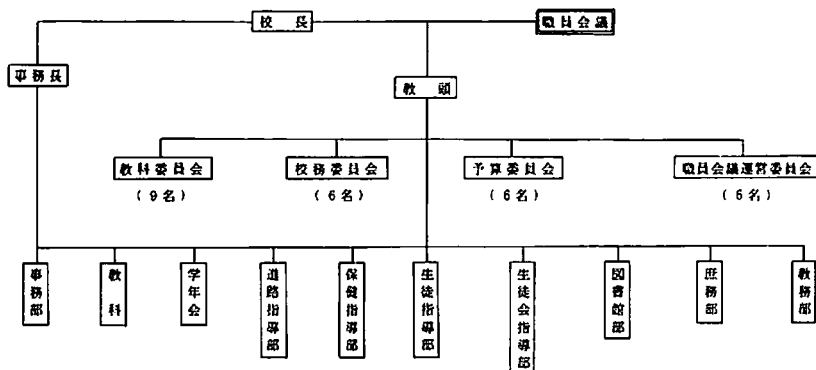 校長
職員会議
事務長
教頭
教科委員会
校務委員会
予算委員会
職員会議運営委員会
(9名)
(6名)
(6名)
(5名)
事務部
教科
学年会
道路指導部
保健指導部
生徒指導部
生徒会指導部
図書館部
庶務部
教務部